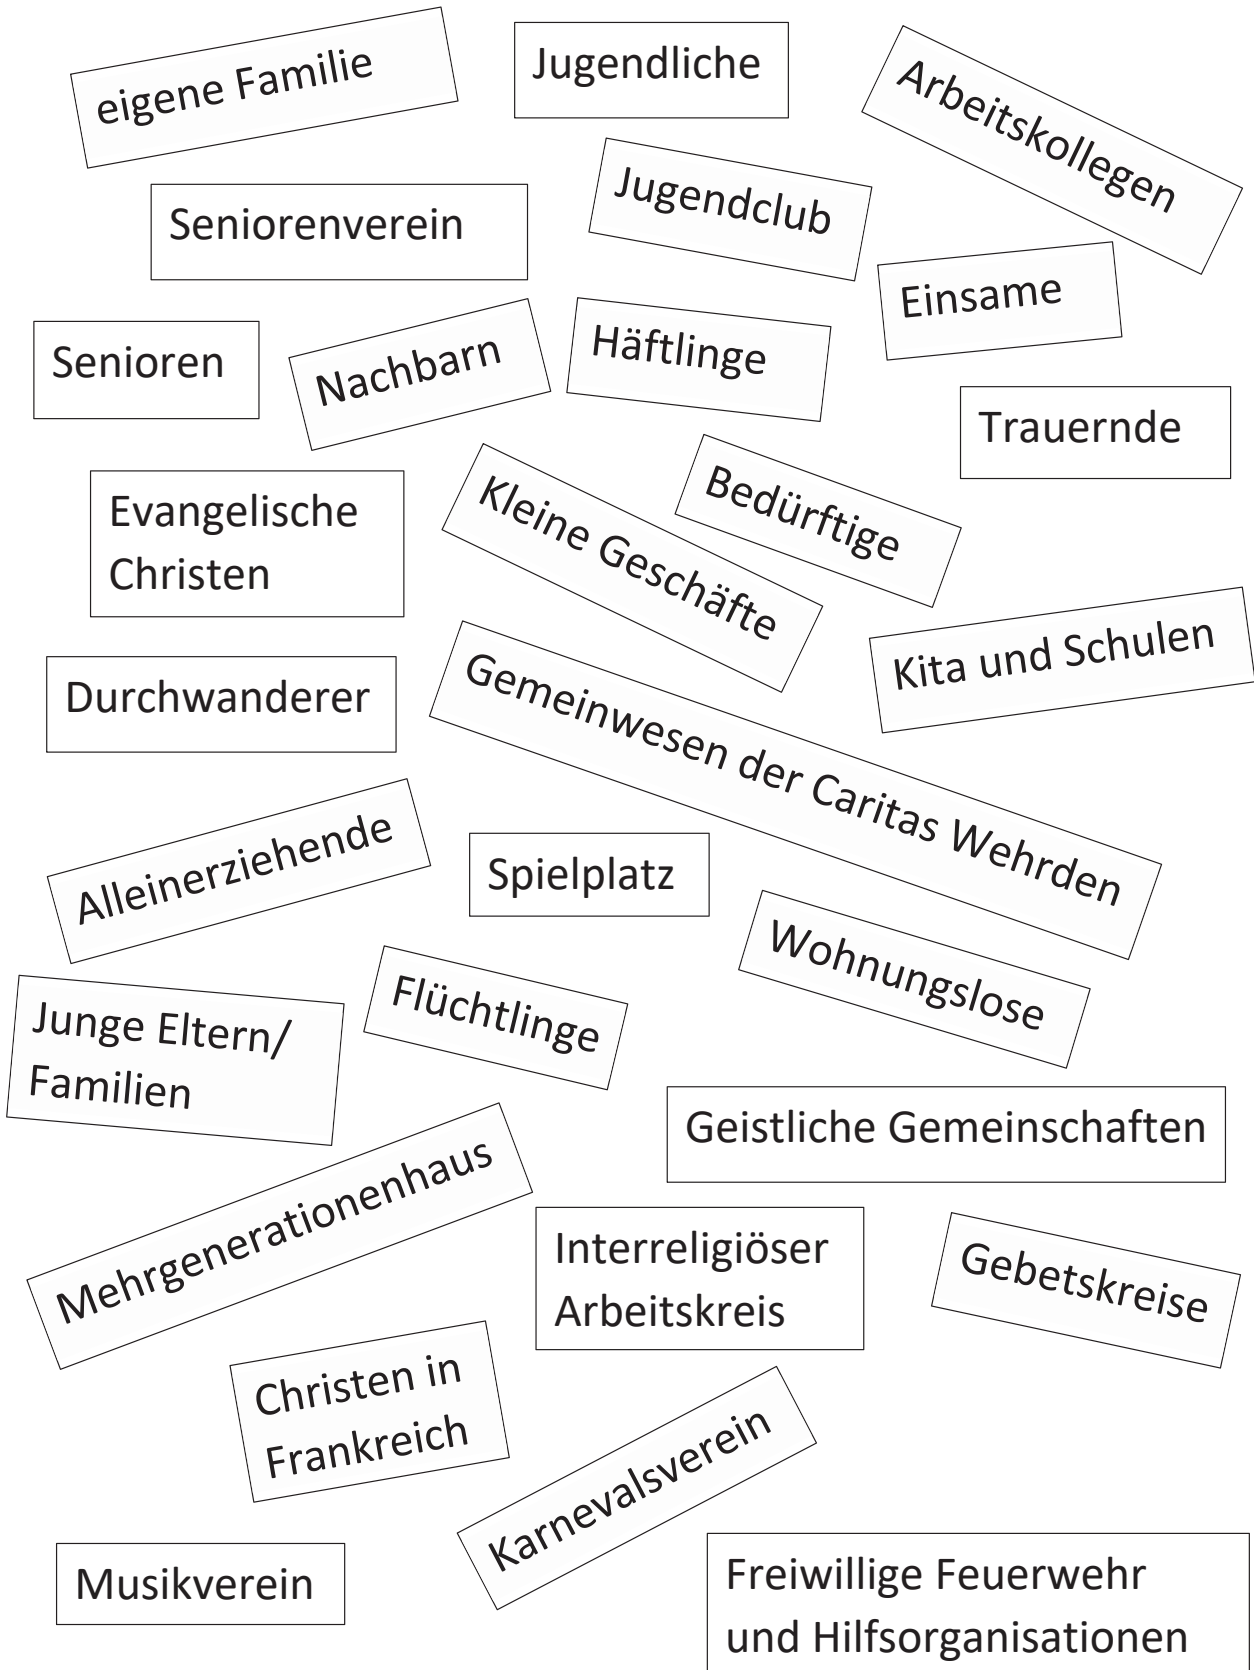 eigene Familie
Jugendliche
Arbeitskollegen
Seniorenverein
Jugendclub
Einsame
Senioren
Nachbarn
Häftlinge
Trauernde
Evangelische
Christen
Kleine Geschäfte
Bedürftige
Kita und Schulen
Durchwanderer
Gemeinwesen der Caritas Wehrden
Alleinerziehende
Spielplatz
Wohnungslose
Junge Eltern/
Familien
Flüchtlinge
Geistliche Gemeinschaften
Mehrgenerationenhaus
Interreligiöser
Arbeitskreis
Gebetskreise
Christen in
Frankreich
Karnevalsverein
Musikverein
Freiwillige Feuerwehr
und Hilfsorganisationen